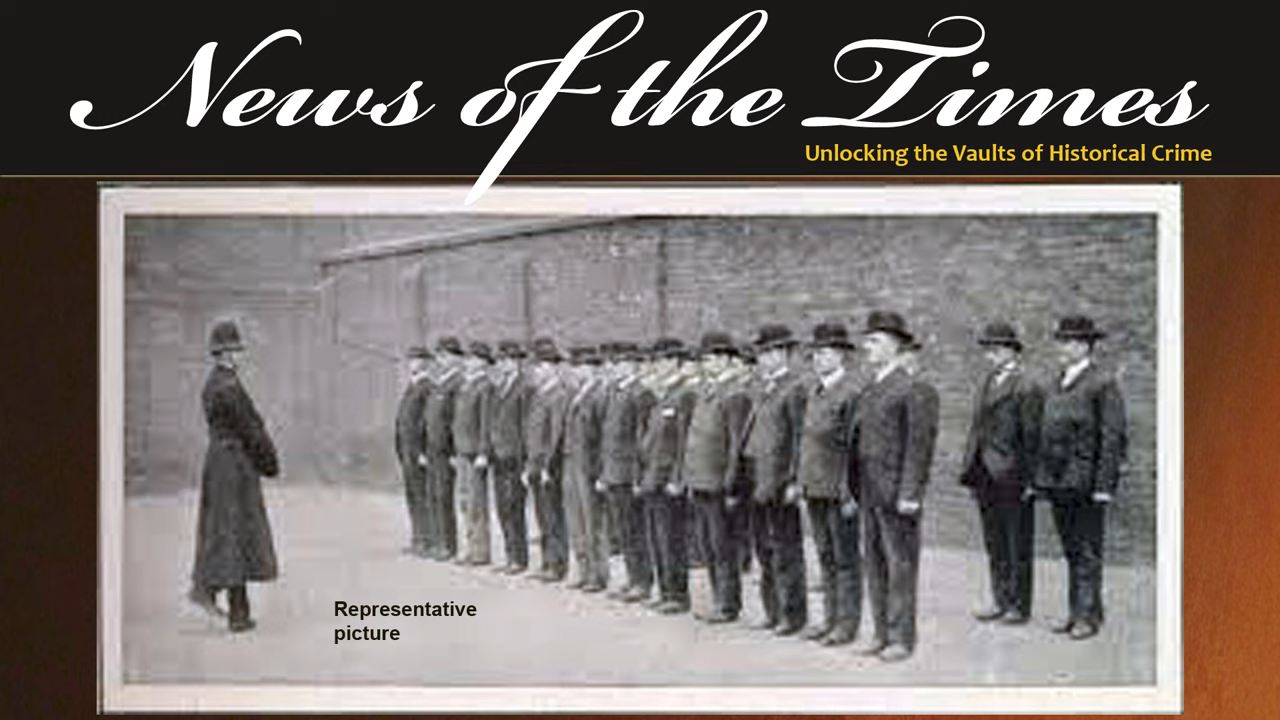 News of the Times
Unlocking the Vaults of Historical Crime
Representative
picture